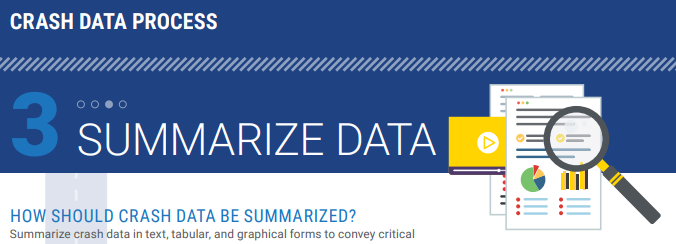 CRASH DATA PROCESS
3
SUMMARIZE DATA
HOW SHOULD CRASH DATA BE SUMMARIZED?
Summarize crash data in text, tabular, and graphical forms to convey critical